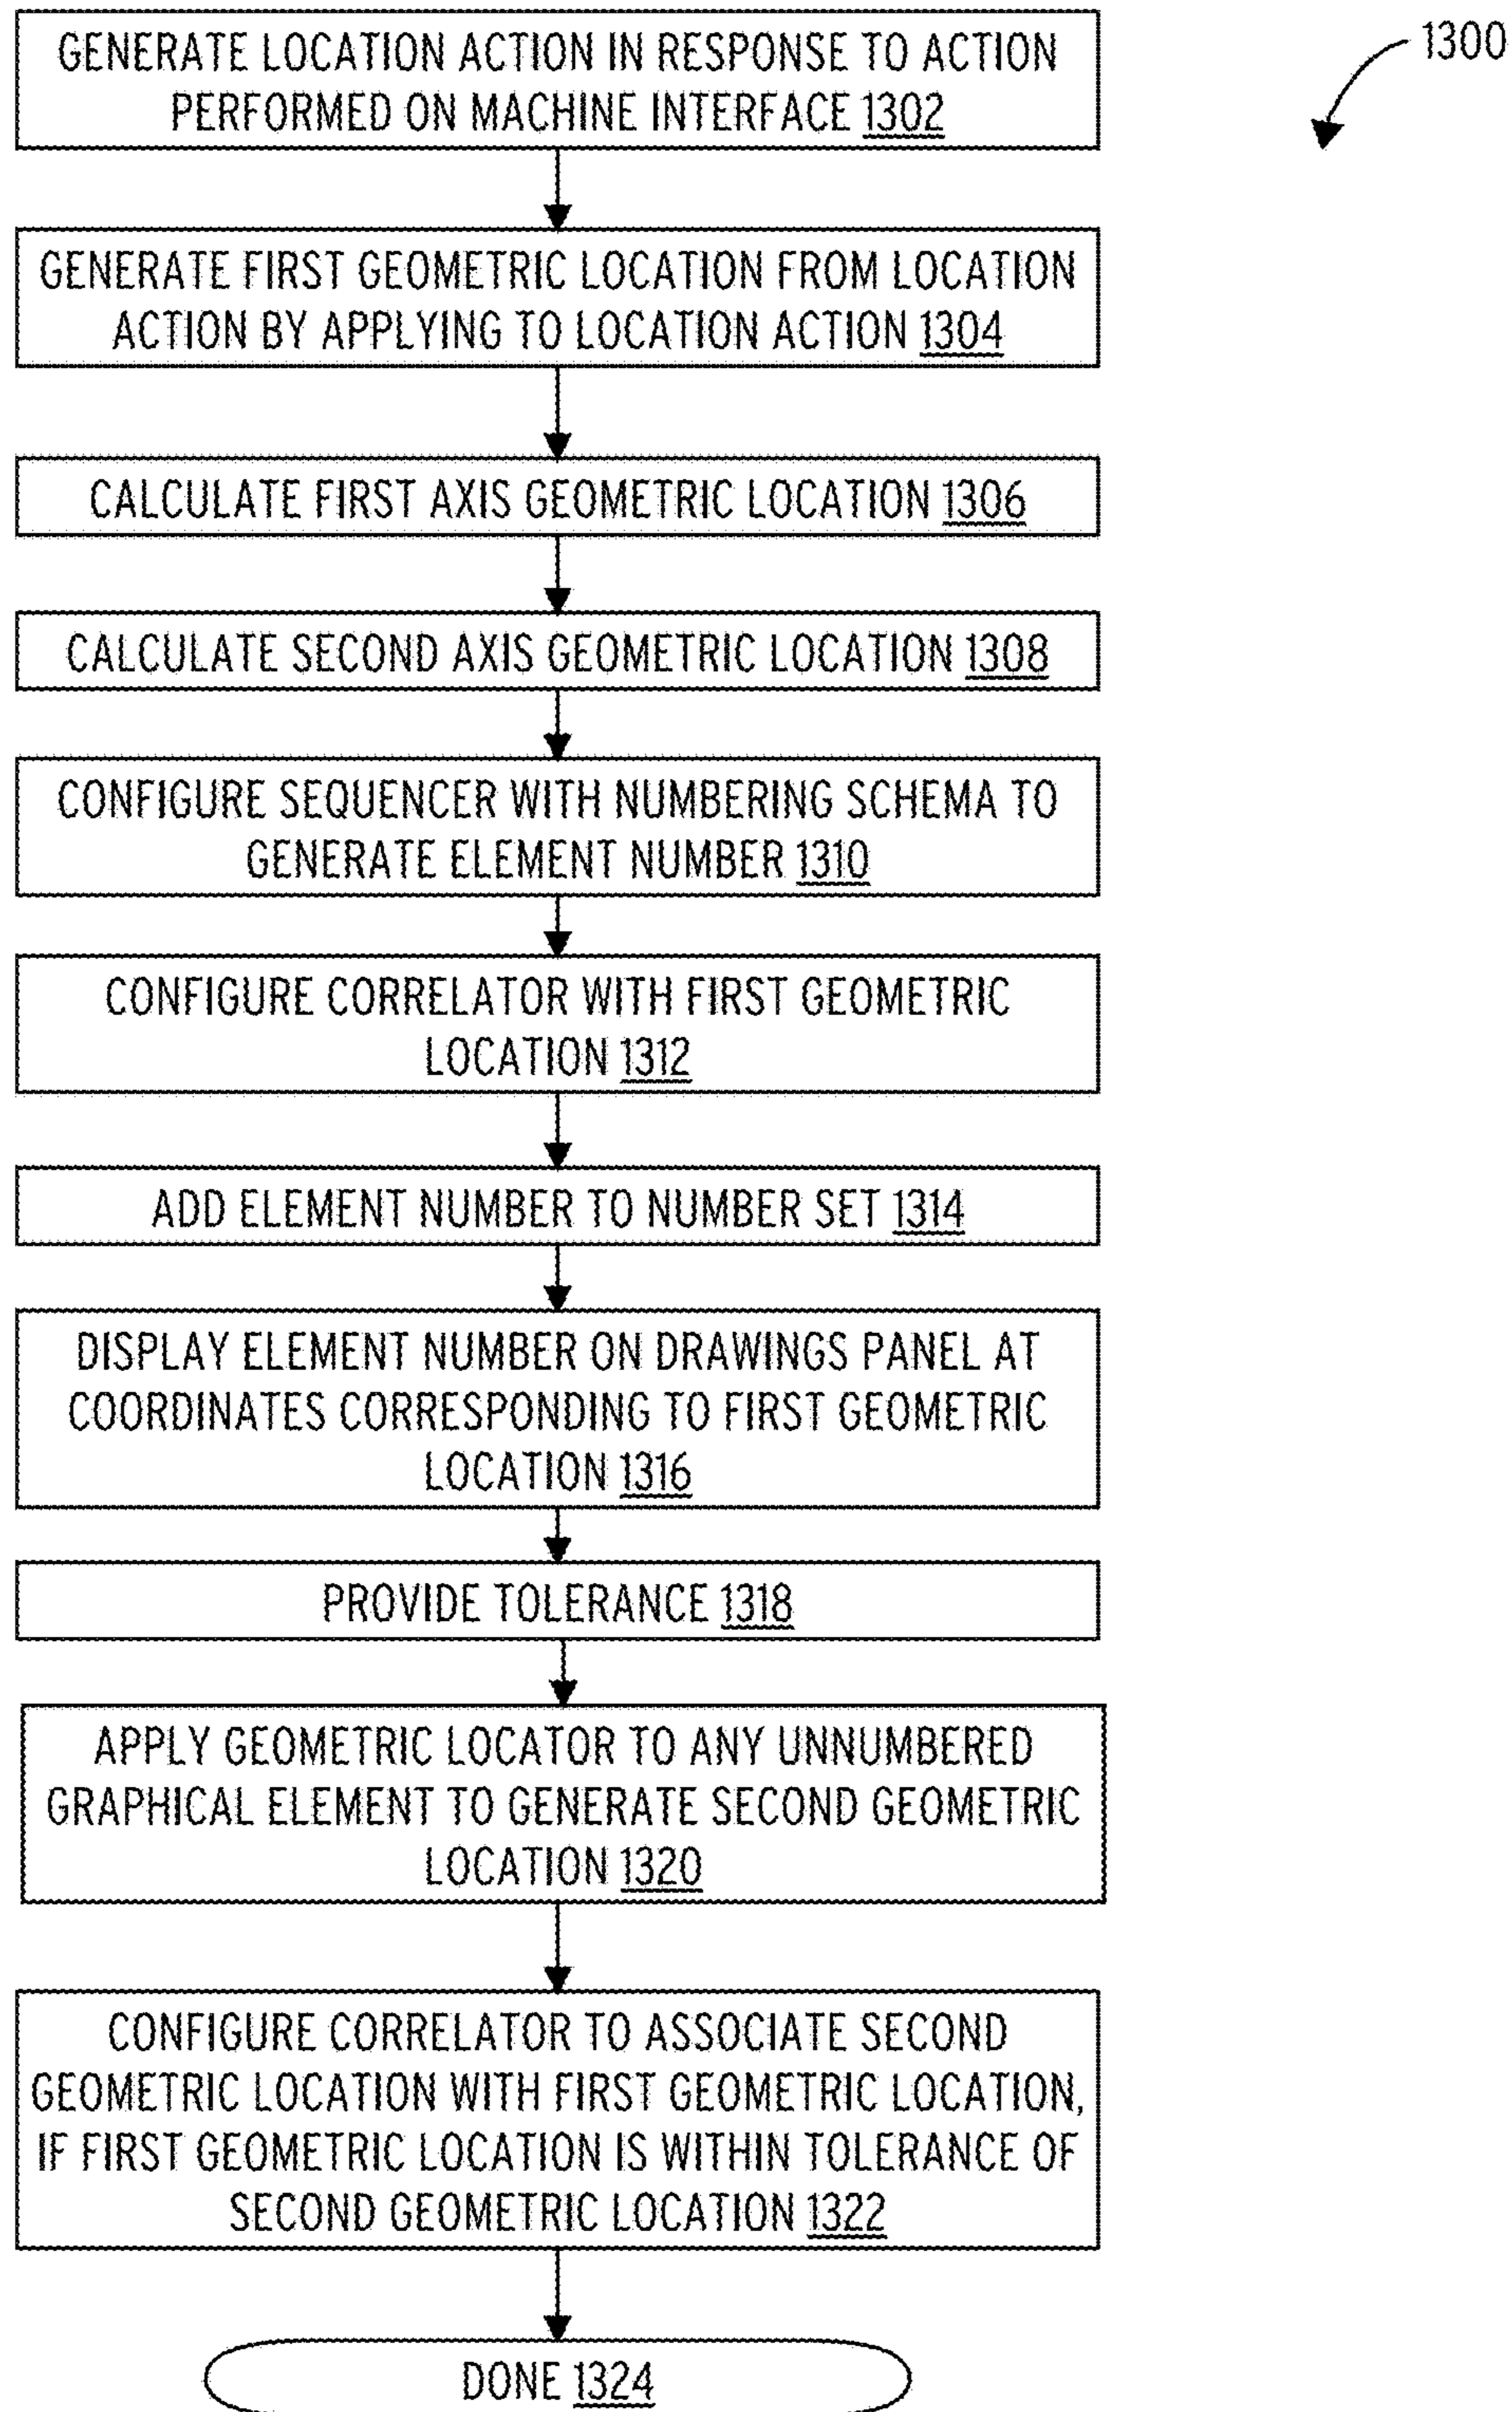 GENERATE LOCATION ACTION IN RESPONSE TO ACTION
PERFORMED ON MACHINE INTERFACE 1302
1300
GENERATE FIRST GEOMETRIC LOCATION FROM LOCATION
ACTION BY APPLYING TO LOCATION ACTION 1304
CALCULATE FIRST AXIS GEOMETRIC LOCATION 1306
CALCULATE SECOND AXIS GEOMETRIC LOCATION 1308
CONFIGURE SEQUENCER WITH NUMBERING SCHEMA TO
GENERATE ELEMENT NUMBER 1310
CONFIGURE CORRELATOR WITH FIRST GEOMETRIC
LOCATION 1312
ADD ELEMENT NUMBER TO NUMBER SET 1314
DISPLAY ELEMENT NUMBER ON DRAWINGS PANEL AT
COORDINATES CORRESPONDING TO FIRST GEOMETRIC
LOCATION 1316
PROVIDE TOLERANCE 1318
APPLY GEOMETRIC LOCATOR TO ANY UNNUMBERED
GRAPHICAL ELEMENT TO GENERATE SECOND GEOMETRIC
LOCATION 1320
CONFIGURE CORRELATOR TO ASSOCIATE SECOND
GEOMETRIC LOCATION WITH FIRST GEOMETRIC LOCATION,
IF FIRST GEOMETRIC LOCATION IS WITHIN TOLERANCE OF
SECOND GEOMETRIC LOCATION 1322
DONE 1324